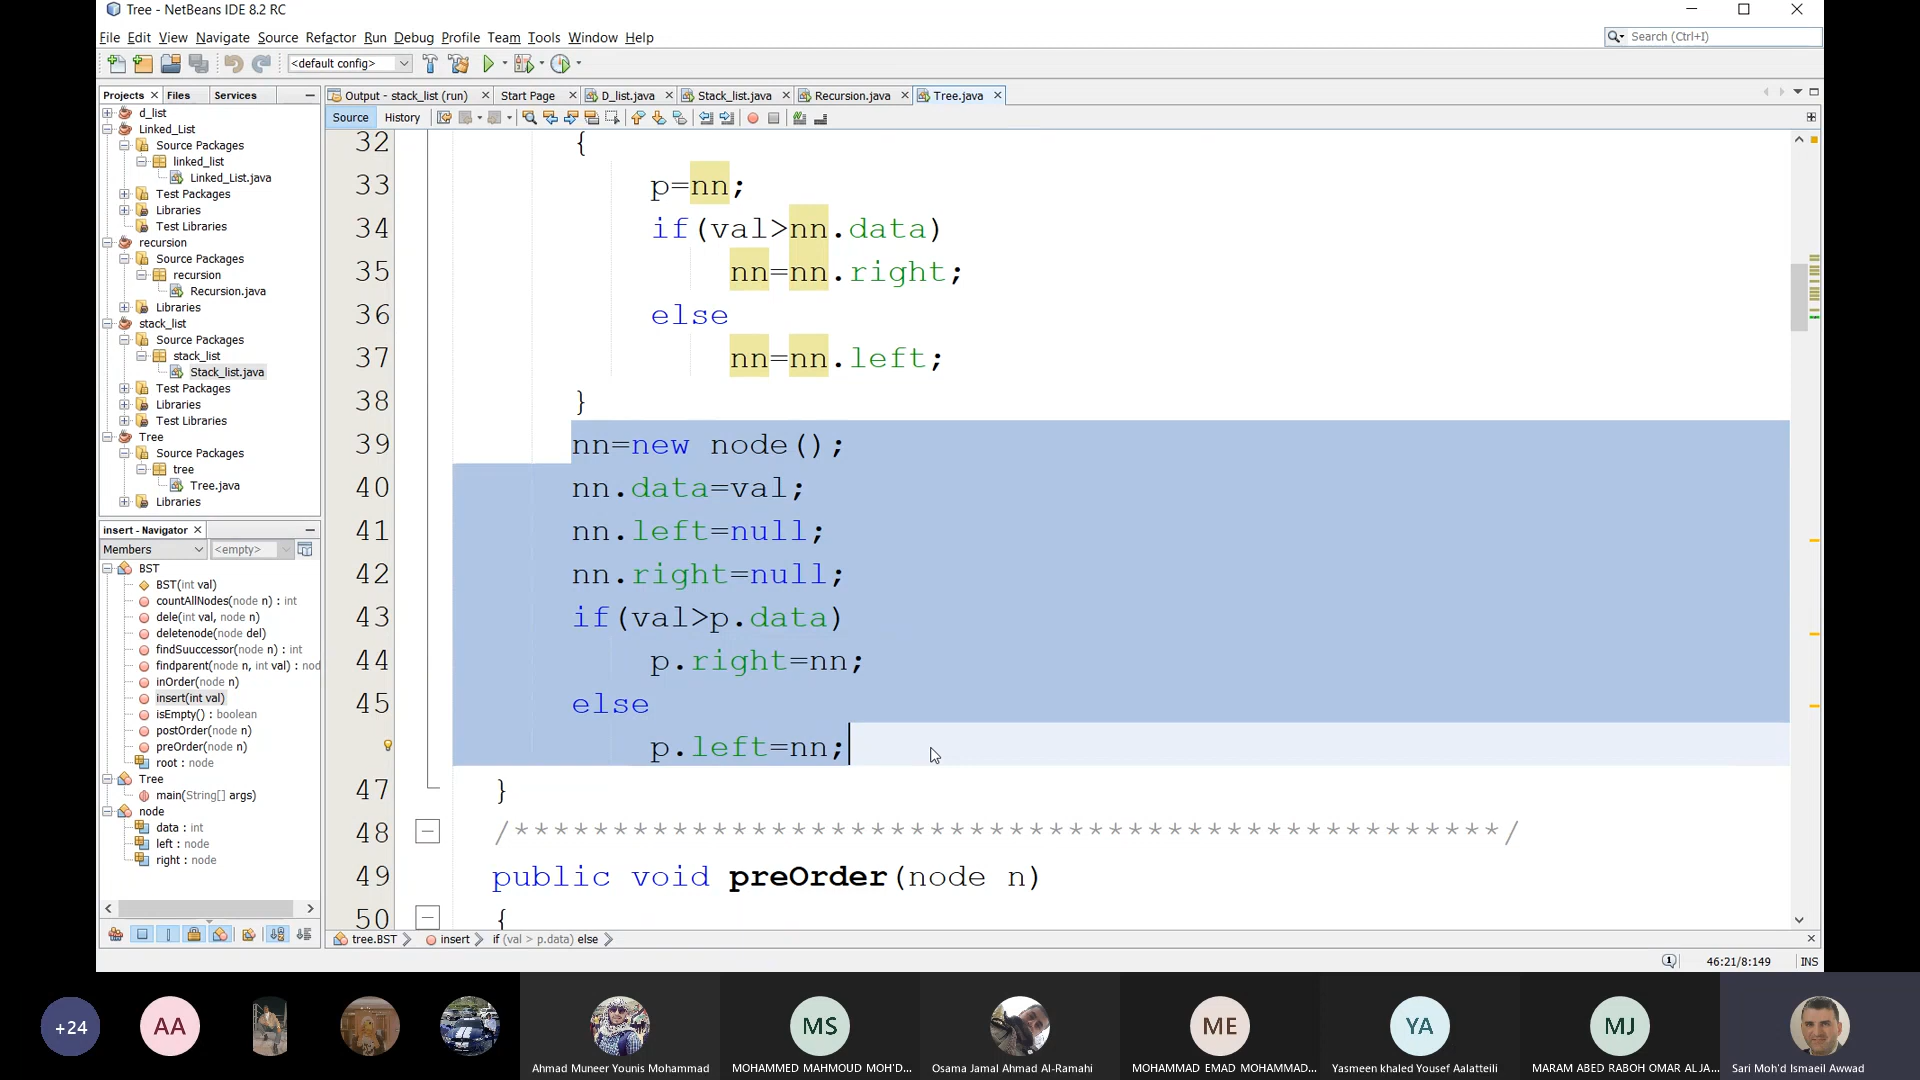 Tree - NetBeans IDE 8.2 RC
File Edit View Navigate Source Refactor Run Debug Profile Team Tools Window Help
Search (Ctrl+I)
<default config>
Projects Files Services
Output - stack_list (run) Start Page D_list.java Stack_list.java Recursion.java Tree.java
Source History
d_list
Linked_List
Source Packages
linked_list
Linked_List.java
Test Packages
Libraries
Test Libraries
recursion
Source Packages
recursion
Recursion.java
Libraries
stack_list
Source Packages
stack_list
Stack_list.java
Test Packages
Libraries
Test Libraries
Tree
Source Packages
tree
Tree.java
Libraries
insert - Navigator
Members <empty>
BST
BST(int val)
countAllNodes(node n) : int
dele(int val, node n)
deletenode(node del)
findSuuccessor(node n) : int
findparent(node n, int val) : nod
inOrder(node n)
insert(int val)
isEmpty() : boolean
postOrder(node n)
preOrder(node n)
root : node
Tree
main(String[] args)
node
data : int
left : node
right : node
32 {
33 p=nn;
34 if(val>nn.data)
35 nn=nn.right;
36 else
37 nn=nn.left;
38 }
39 nn=new node();
40 nn.data=val;
41 nn.left=null;
42 nn.right=null;
43 if(val>p.data)
44 p.right=nn;
45 else
p.left=nn;
47 }
48 /**************************************************/
49 public void preOrder(node n)
50 {
tree.BST insert if (val > p.data) else
1 46:21/8:149 INS
+24 AA MS ME YA MJ
Ahmad Muneer Younis Mohammad MOHAMMED MAHMOUD MOH'D... Osama Jamal Ahmad Al-Ramahi MOHAMMAD EMAD MOHAMMAD... Yasmeen khaled Yousef Aalatteili MARAM ABED RABOH OMAR AL JA... Sari Moh'd Ismaeil Awwad